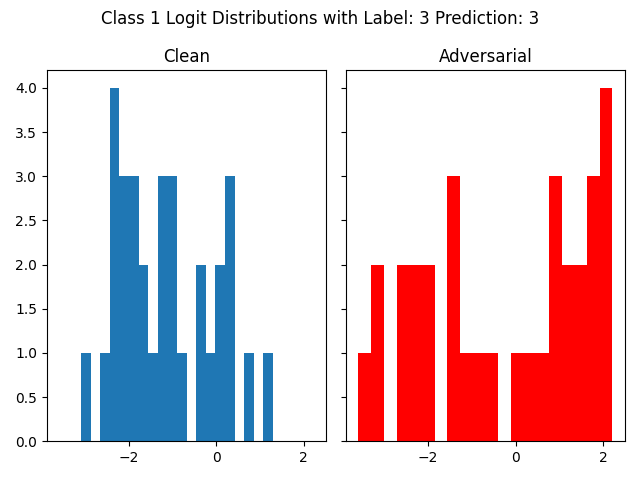 Class 1 Logit Distributions with Label: 3 Prediction: 3
Clean
Adversarial
4.0
3.5
3.0
2.5
2.0
1.5
1.0
0.5
0.0
−2 0 2
−2 0 2